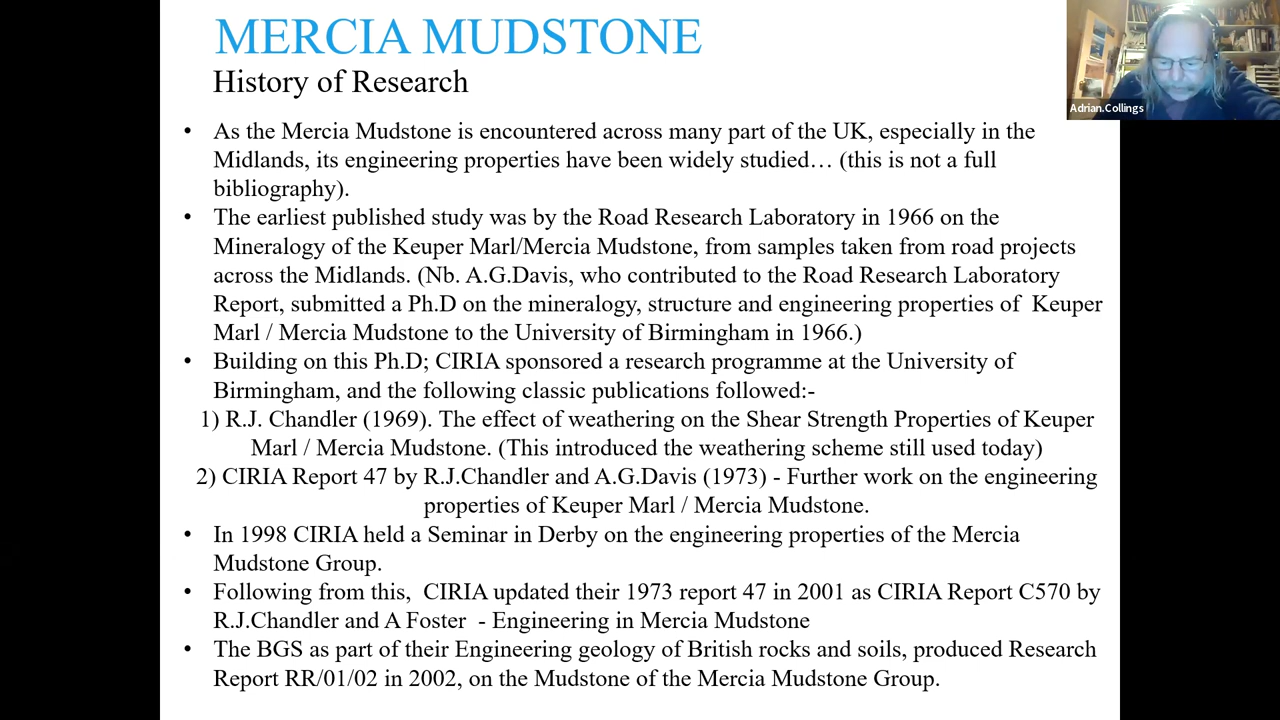 MERCIA MUDSTONE
History of Research
• As the Mercia Mudstone is encountered across many part of the UK, especially in the
Midlands, its engineering properties have been widely studied… (this is not a full
bibliography).
• The earliest published study was by the Road Research Laboratory in 1966 on the
Mineralogy of the Keuper Marl/Mercia Mudstone, from samples taken from road projects
across the Midlands. (Nb. A.G.Davis, who contributed to the Road Research Laboratory
Report, submitted a Ph.D on the mineralogy, structure and engineering properties of  Keuper
Marl / Mercia Mudstone to the University of Birmingham in 1966.)
• Building on this Ph.D; CIRIA sponsored a research programme at the University of
Birmingham, and the following classic publications followed:-
1) R.J. Chandler (1969). The effect of weathering on the Shear Strength Properties of Keuper
Marl / Mercia Mudstone. (This introduced the weathering scheme still used today)
2) CIRIA Report 47 by R.J.Chandler and A.G.Davis (1973) - Further work on the engineering
properties of Keuper Marl / Mercia Mudstone.
• In 1998 CIRIA held a Seminar in Derby on the engineering properties of the Mercia
Mudstone Group.
• Following from this,  CIRIA updated their 1973 report 47 in 2001 as CIRIA Report C570 by
R.J.Chandler and A Foster  - Engineering in Mercia Mudstone
• The BGS as part of their Engineering geology of British rocks and soils, produced Research
Report RR/01/02 in 2002, on the Mudstone of the Mercia Mudstone Group.
Adrian.Collings